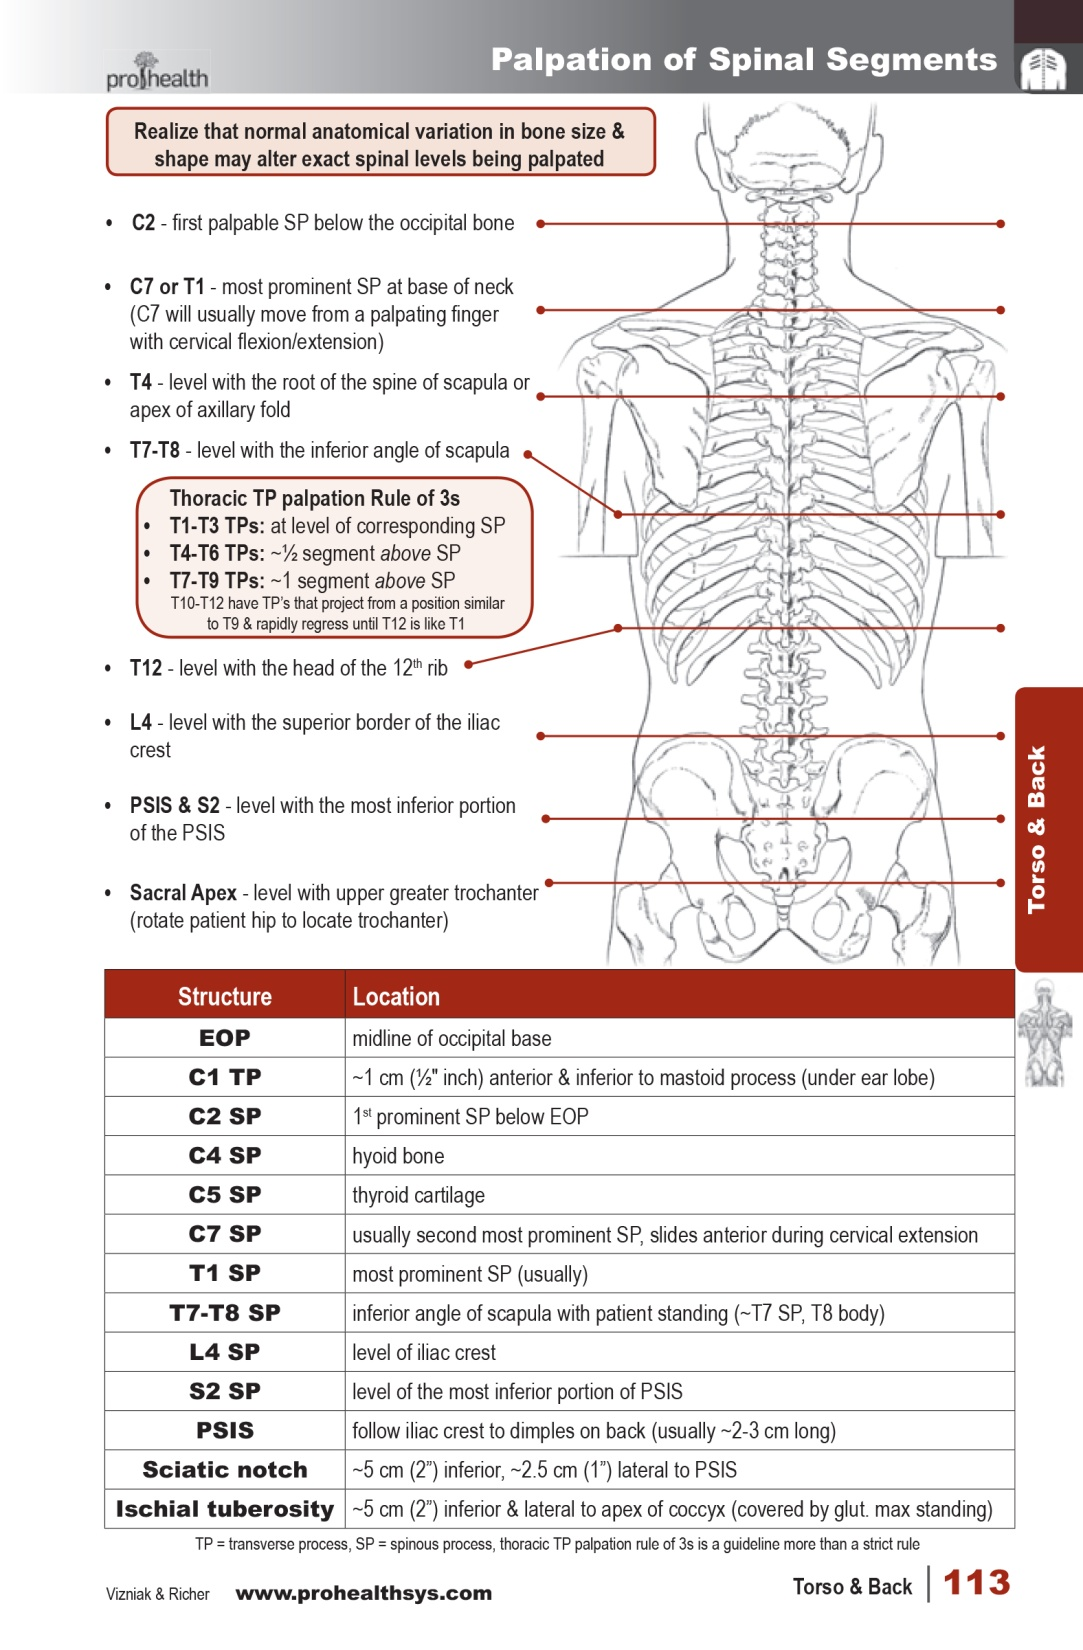 prohealth
Palpation of Spinal Segments
Realize that normal anatomical variation in bone size &
shape may alter exact spinal levels being palpated
• C2 - first palpable SP below the occipital bone
• C7 or T1 - most prominent SP at base of neck
(C7 will usually move from a palpating finger
with cervical flexion/extension)
• T4 - level with the root of the spine of scapula or
apex of axillary fold
• T7-T8 - level with the inferior angle of scapula
Thoracic TP palpation Rule of 3s
• T1-T3 TPs: at level of corresponding SP
• T4-T6 TPs: ~½ segment above SP
• T7-T9 TPs: ~1 segment above SP
T10-T12 have TP's that project from a position similar
to T9 & rapidly regress until T12 is like T1
• T12 - level with the head of the 12th rib
• L4 - level with the superior border of the iliac
crest
• PSIS & S2 - level with the most inferior portion
of the PSIS
• Sacral Apex - level with upper greater trochanter
(rotate patient hip to locate trochanter)
Torso & Back
Structure Location
EOP midline of occipital base
C1 TP ~1 cm (½" inch) anterior & inferior to mastoid process (under ear lobe)
C2 SP 1st prominent SP below EOP
C4 SP hyoid bone
C5 SP thyroid cartilage
C7 SP usually second most prominent SP, slides anterior during cervical extension
T1 SP most prominent SP (usually)
T7-T8 SP inferior angle of scapula with patient standing (~T7 SP, T8 body)
L4 SP level of iliac crest
S2 SP level of the most inferior portion of PSIS
PSIS follow iliac crest to dimples on back (usually ~2-3 cm long)
Sciatic notch ~5 cm (2”) inferior, ~2.5 cm (1”) lateral to PSIS
Ischial tuberosity ~5 cm (2”) inferior & lateral to apex of coccyx (covered by glut. max standing)
TP = transverse process, SP = spinous process, thoracic TP palpation rule of 3s is a guideline more than a strict rule
Vizniak & Richer www.prohealthsys.com
Torso & Back | 113